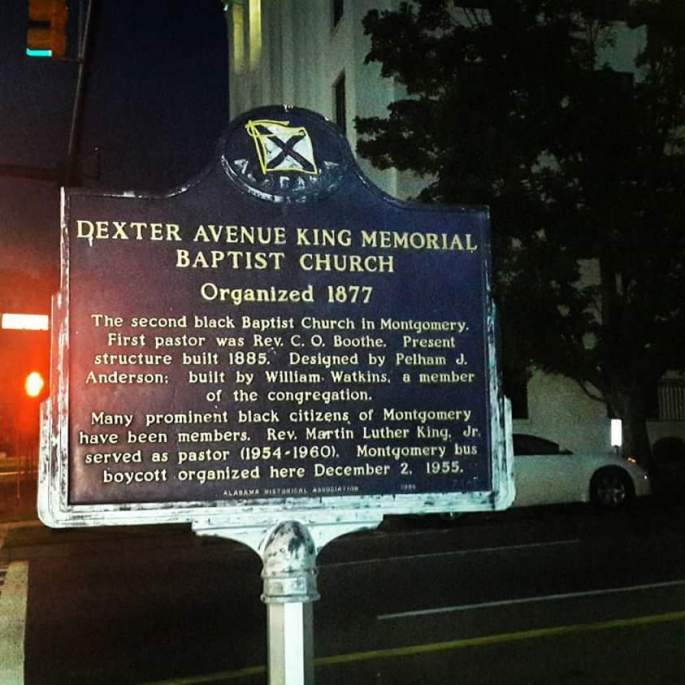 ALABAMA
DEXTER AVENUE KING MEMORIAL
BAPTIST CHURCH
Organized 1877
The second black Baptist Church in Montgomery.
First pastor was Rev. C. O. Boothe. Present
structure built 1885. Designed by Pelham J.
Anderson; built by William Watkins, a member
of the congregation.
Many prominent black citizens of Montgomery
have been members. Rev. Martin Luther King, Jr.
served as pastor (1954-1960). Montgomery bus
boycott organized here December 2, 1955.
ALABAMA HISTORICAL ASSOCIATION